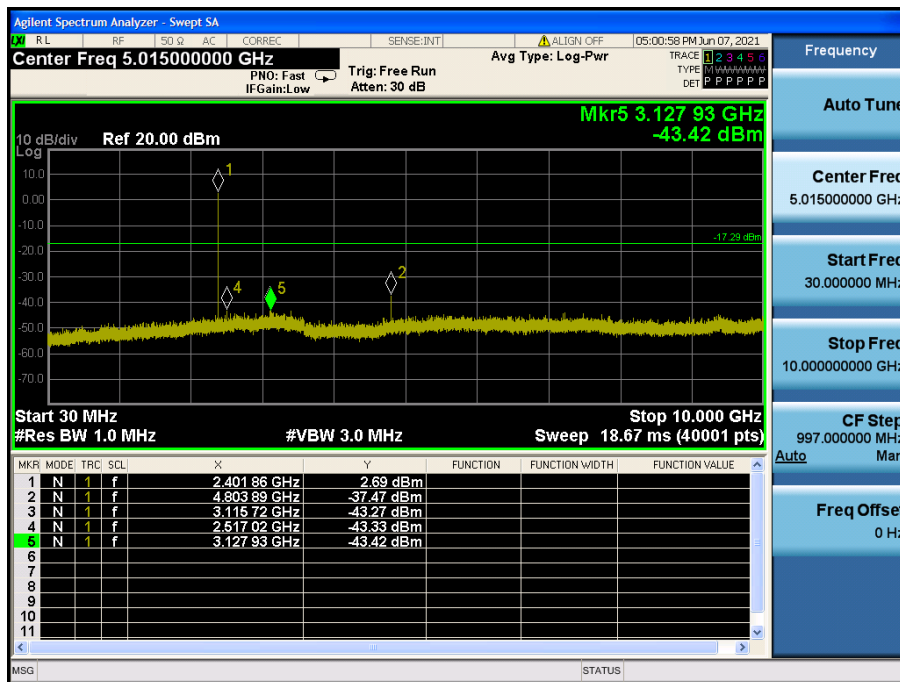 Agilent Spectrum Analyzer - Swept SA
LXI RL RF 50 Ω AC CORREC SENSE:INT ALIGN OFF 05:00:58 PM Jun 07, 2021
Center Freq 5.015000000 GHz
PNO: Fast
IFGain:Low
Trig: Free Run
Atten: 30 dB
Avg Type: Log-Pwr
TRACE 1 2 3 4 5 6
TYPE
DET P P P P P P
Mkr5 3.127 93 GHz
-43.42 dBm
10 dB/div Ref 20.00 dBm
Log
10.0
0.00
-10.0
-20.0
-30.0
-40.0
-50.0
-60.0
-70.0
1
4
5
2
-17.29 dBm
Start 30 MHz Stop 10.000 GHz
#Res BW 1.0 MHz #VBW 3.0 MHz Sweep 18.67 ms (40001 pts)
MKR MODE TRC SCL X Y FUNCTION FUNCTION WIDTH FUNCTION VALUE
1 N 1 f 2.401 86 GHz 2.69 dBm
2 N 1 f 4.803 89 GHz -37.47 dBm
3 N 1 f 3.115 72 GHz -43.27 dBm
4 N 1 f 2.517 02 GHz -43.33 dBm
5 N 1 f 3.127 93 GHz -43.42 dBm
6
7
8
9
10
11
MSG STATUS
Frequency
Auto Tune
Center Freq
5.015000000 GHz
Start Freq
30.000000 MHz
Stop Freq
10.000000000 GHz
CF Step
997.000000 MHz
Auto Man
Freq Offset
0 Hz